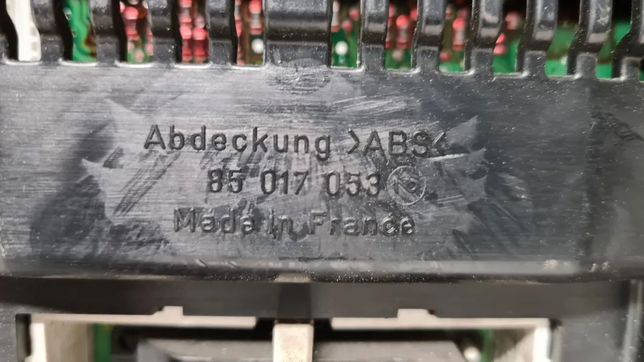 Abdeckung >ABS<
85 017 053
Made in France